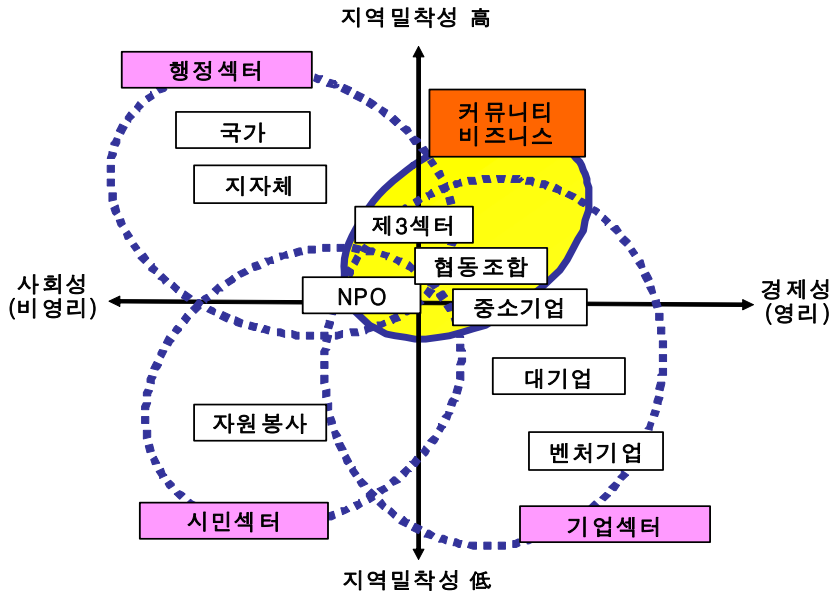 지역밀착성 高
행정섹터
커뮤니티
비즈니스
국가
지자체
제3섹터
협동조합
사회성
(비영리)
NPO
중소기업
경제성
(영리)
대기업
자원봉사
벤처기업
시민섹터
기업섹터
지역밀착성 低